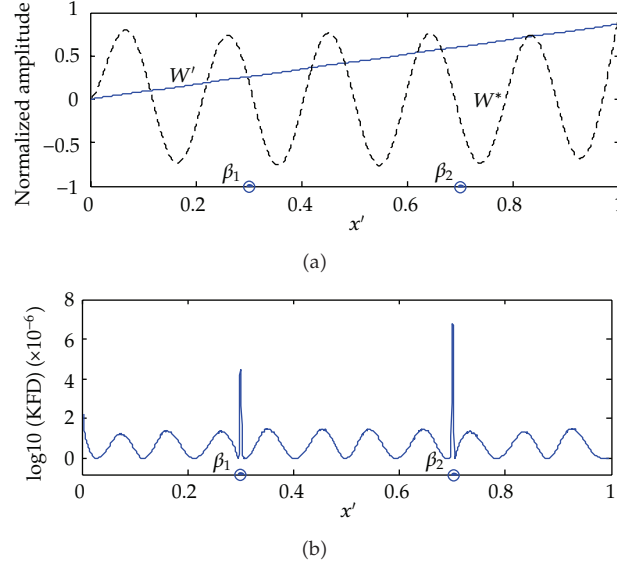 1
0.5
0
−0.5
−1
Normalized amplitude
W′
W*
β1
β2
0
0.2
0.4
0.6
0.8
1
x′
(a)
8
6
4
2
0
log10 (KFD) (×10−6)
β1
β2
0
0.2
0.4
0.6
0.8
1
x′
(b)